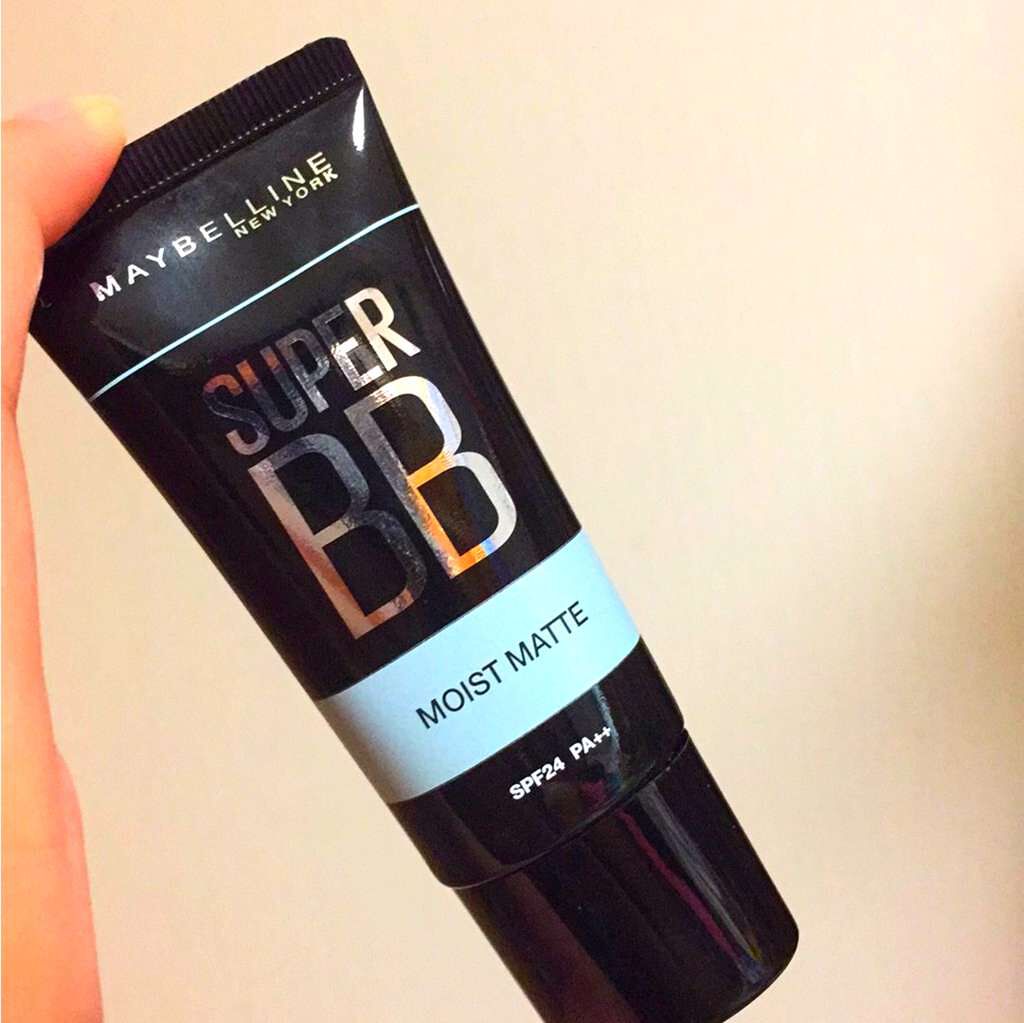 MAYBELLINE
NEW YORK
SUPER
BB
MOIST MATTE
SPF24 PA++